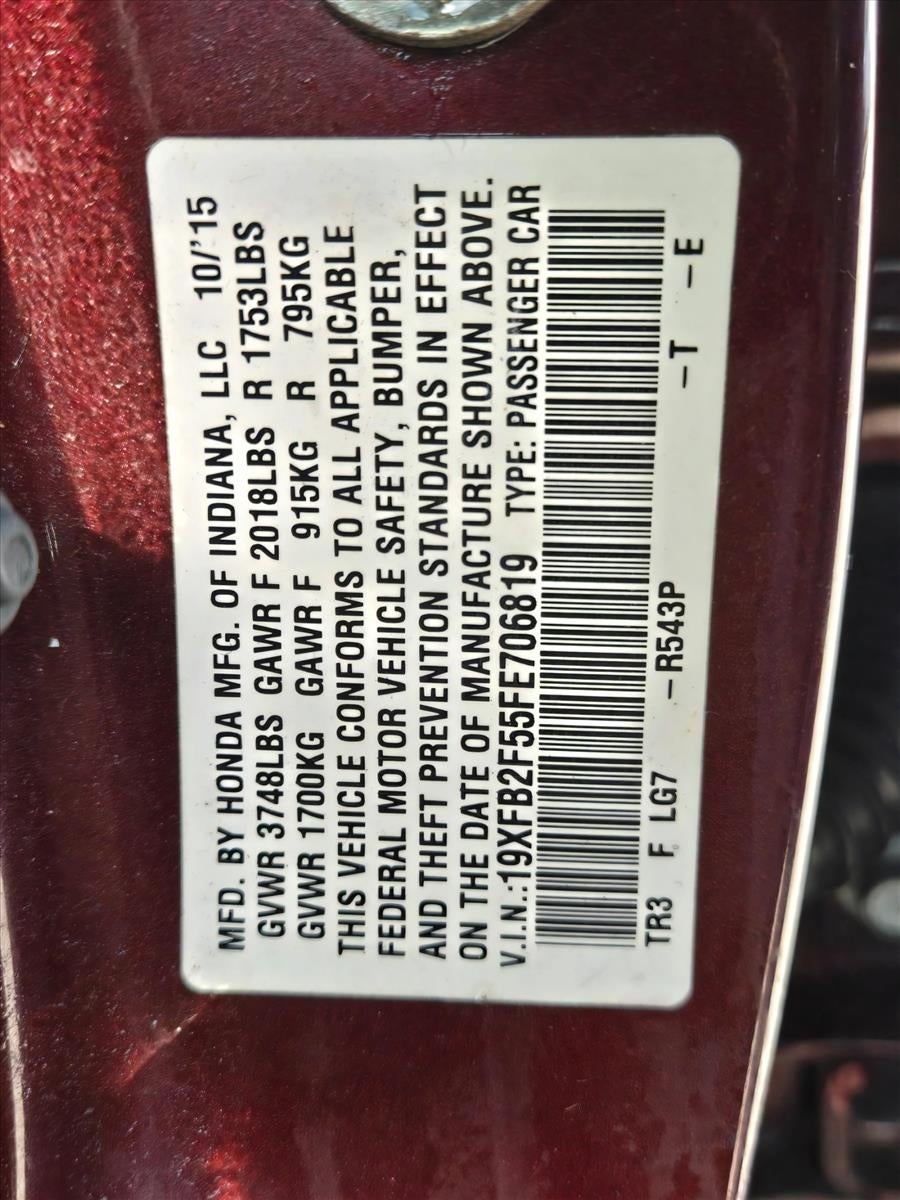 MFD. BY HONDA MFG. OF INDIANA, LLC 10/'15
GVWR 3748LBS GAWR F 2018LBS R 1753LBS
GVWR 1700KG GAWR F 915KG R 795KG
THIS VEHICLE CONFORMS TO ALL APPLICABLE
FEDERAL MOTOR VEHICLE SAFETY, BUMPER,
AND THEFT PREVENTION STANDARDS IN EFFECT
ON THE DATE OF MANUFACTURE SHOWN ABOVE.
V.I.N.:19XFB2F55FE706819 TYPE: PASSENGER CAR
TR3 F LG7 – R543P – T – E